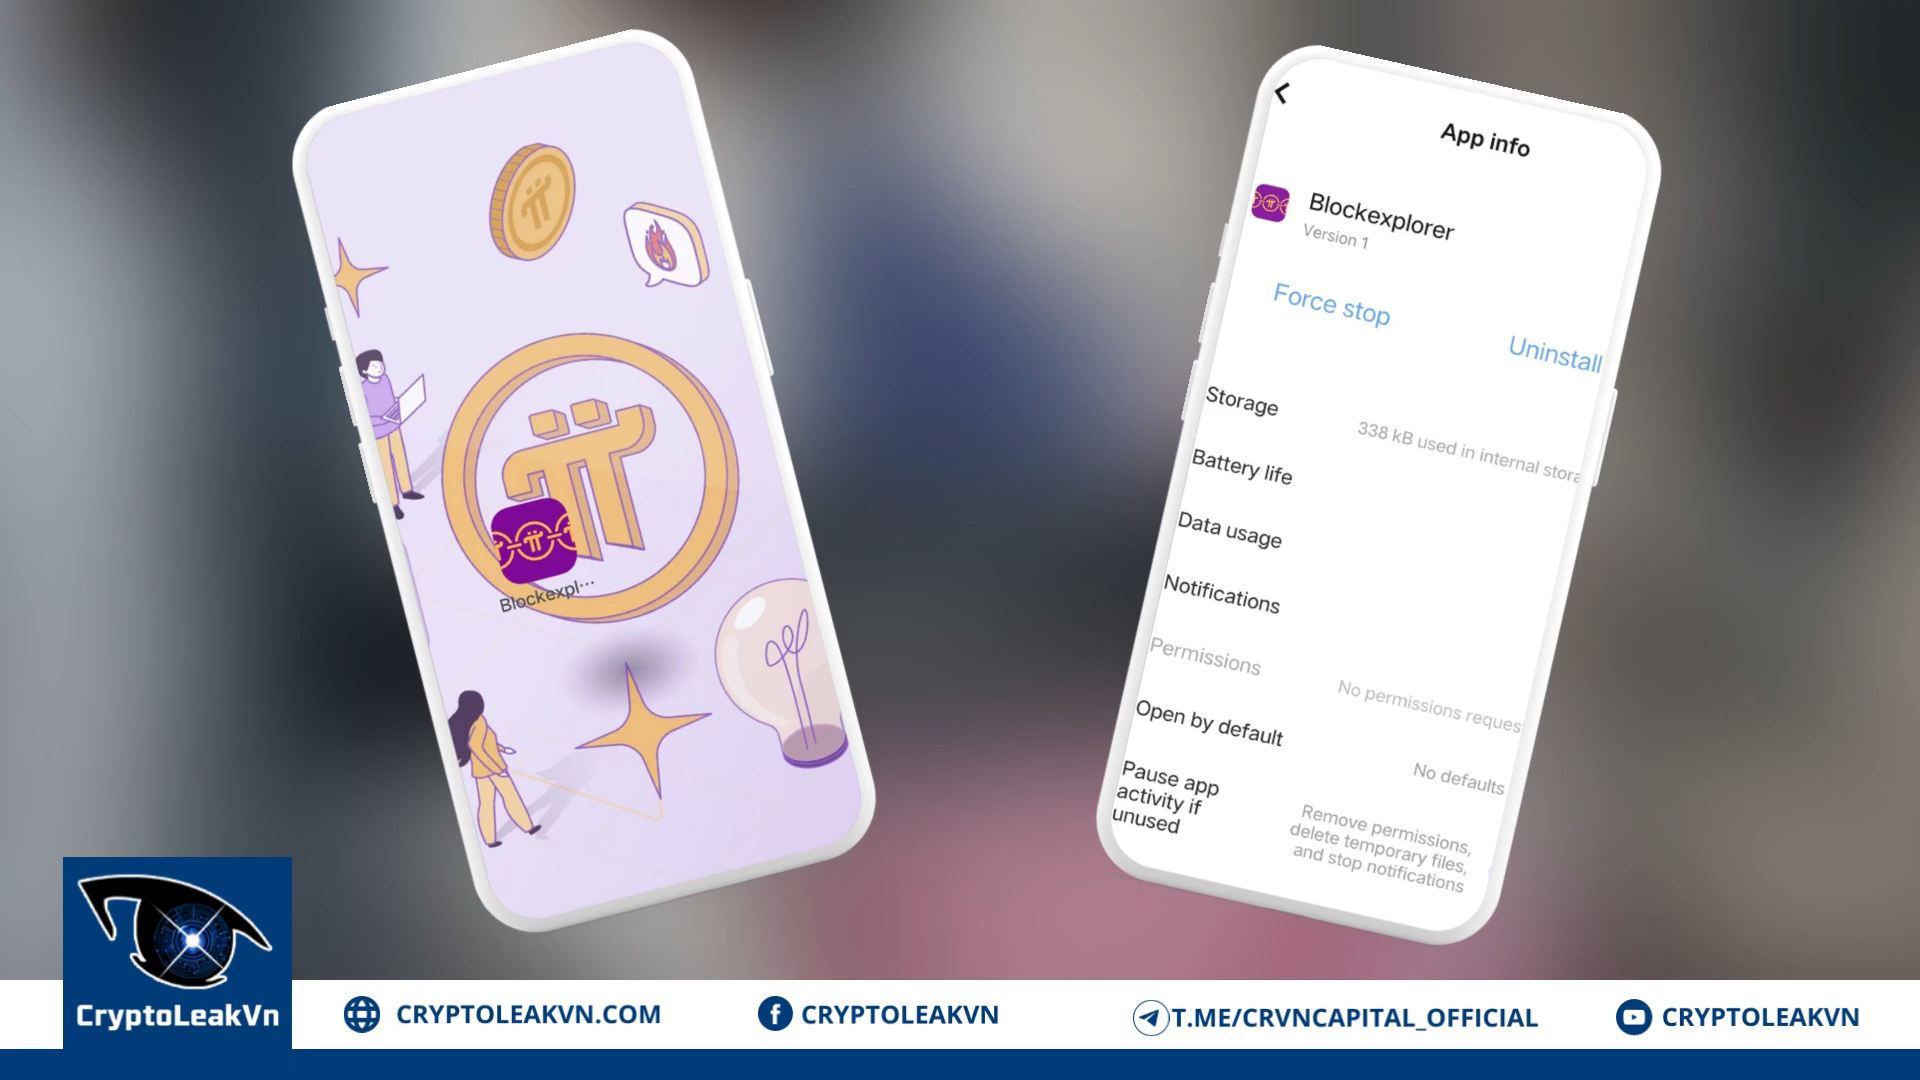 Blockexpl...
App info
Blockexplorer
Version 1
Force stop
Uninstall
Storage
338 kB used in internal stora
Battery life
Data usage
Notifications
Permissions
No permissions reques
Open by default
No defaults
Pause app
activity if
unused
Remove permissions,
delete temporary files,
and stop notifications
CryptoLeakVn
CRYPTOLEAKVN.COM
CRYPTOLEAKVN
T.ME/CRVNCAPITAL_OFFICIAL
CRYPTOLEAKVN